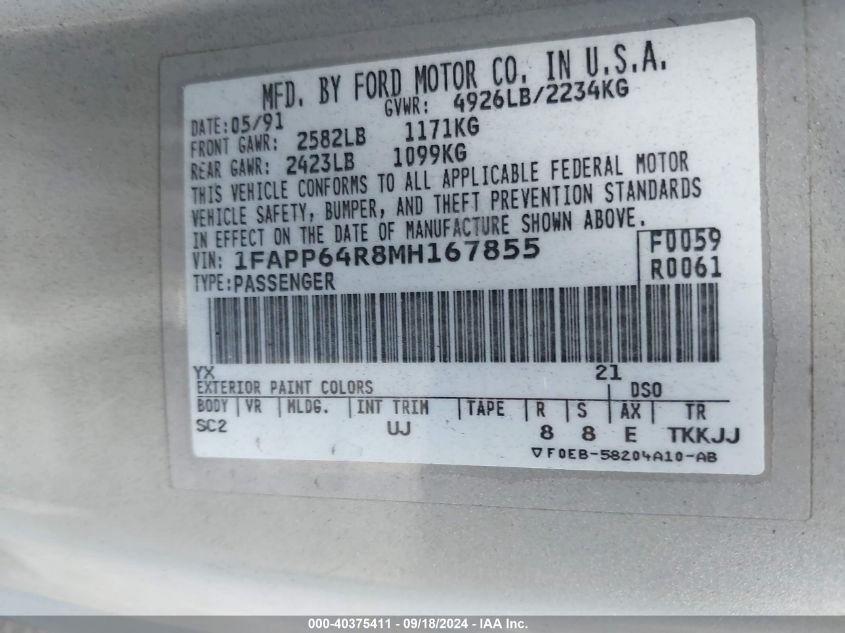 MFD. BY FORD MOTOR CO. IN U.S.A.
DATE: 05/91 GVWR: 4926LB/2234KG
FRONT GAWR: 2582LB 1171KG
REAR GAWR: 2423LB 1099KG
THIS VEHICLE CONFORMS TO ALL APPLICABLE FEDERAL MOTOR
VEHICLE SAFETY, BUMPER, AND THEFT PREVENTION STANDARDS
IN EFFECT ON THE DATE OF MANUFACTURE SHOWN ABOVE.
VIN: 1FAPP64R8MH167855 F0059
TYPE: PASSENGER R0061
YX 21
EXTERIOR PAINT COLORS DSO
BODY | VR | MLDG. | INT TRIM | TAPE | R | S | AX | TR
SC2 UJ 8 8 E TKKJJ
▽F0EB-58204A10-AB
000-40375411 - 09/18/2024 - IAA Inc.